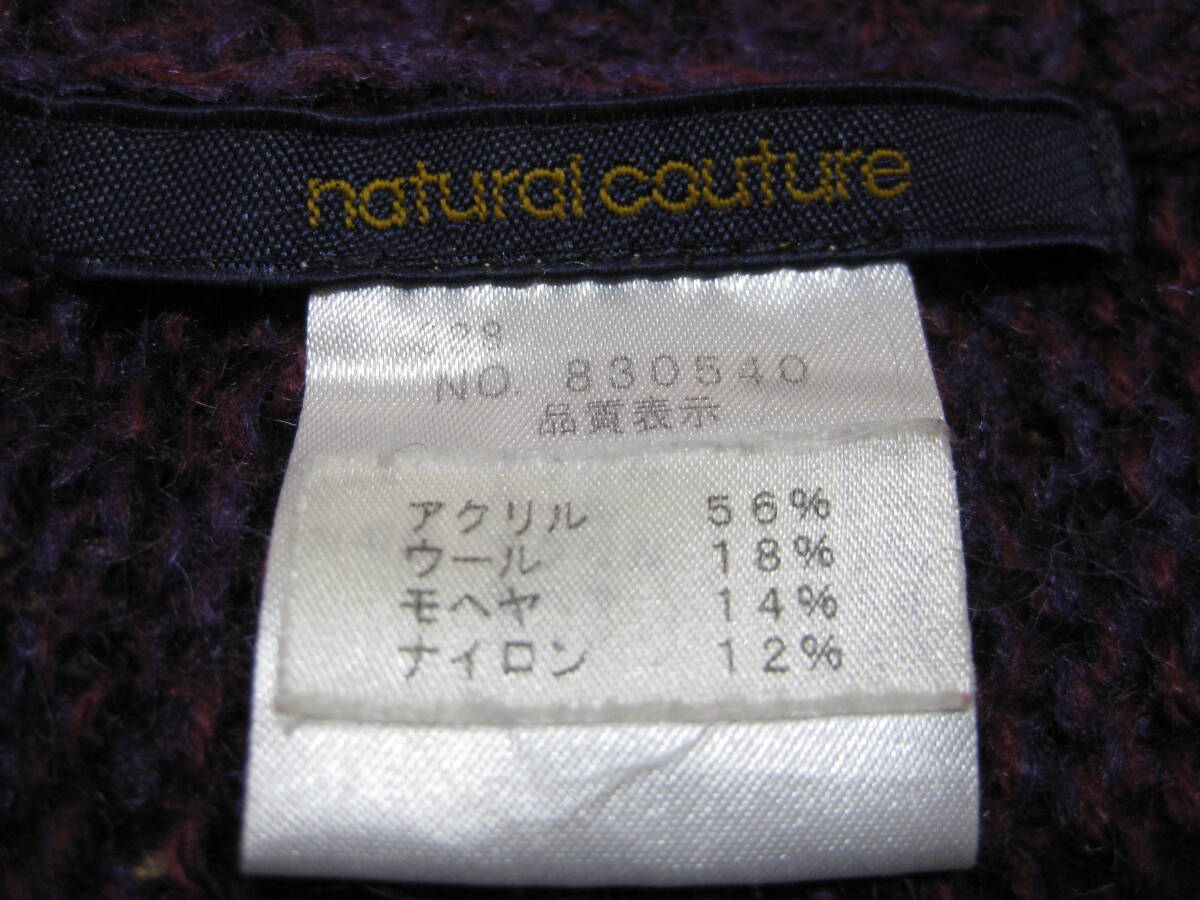 natural couture
NO. 830540
品質表示
アクリル 56%
ウール 18%
モヘヤ 14%
ナイロン 12%